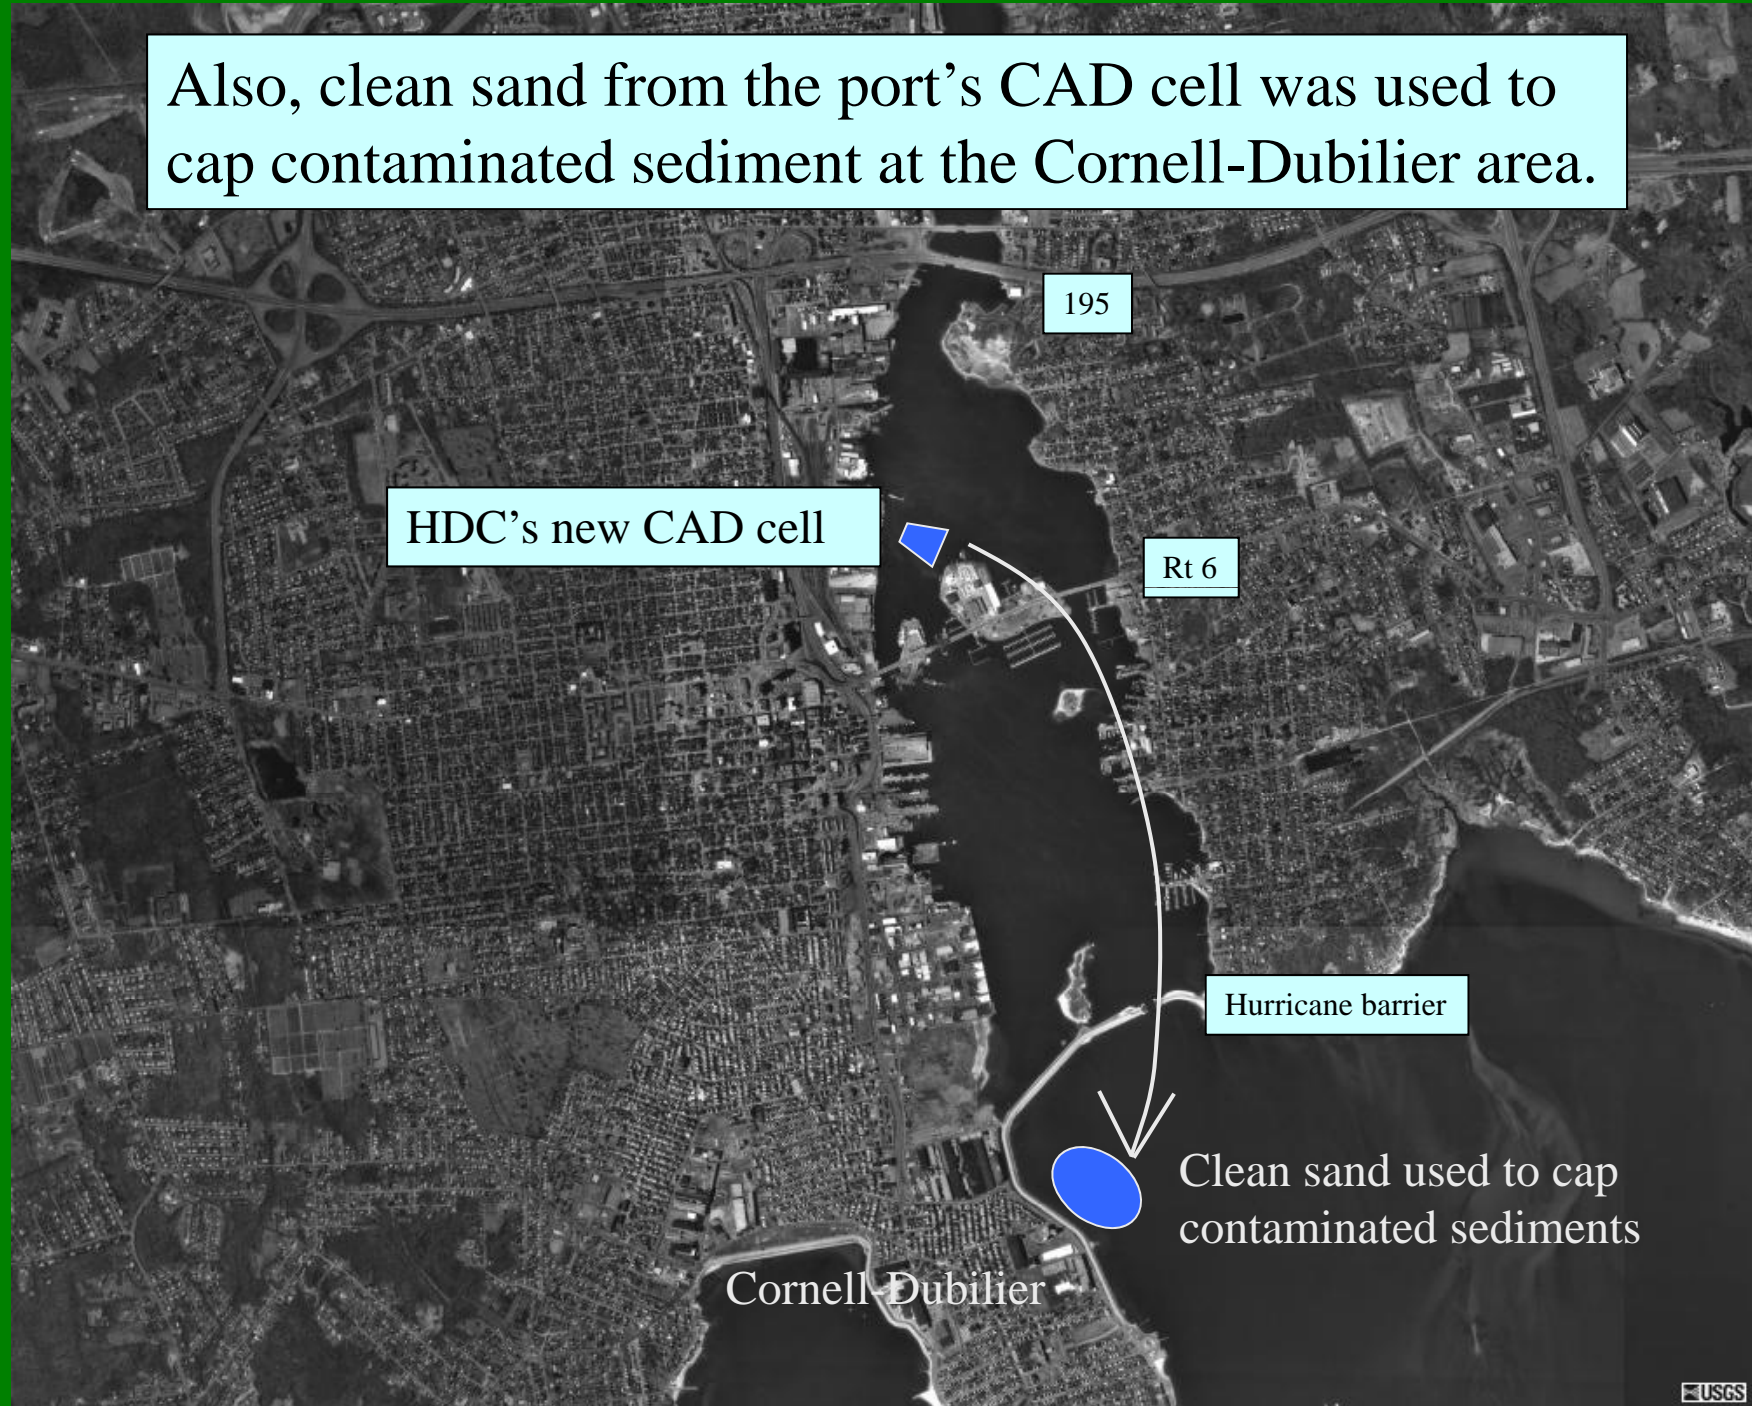 Also, clean sand from the port’s CAD cell was used to
cap contaminated sediment at the Cornell-Dubilier area.
195
HDC’s new CAD cell
Rt 6
Hurricane barrier
Clean sand used to cap
contaminated sediments
Cornell-Dubilier
USGS